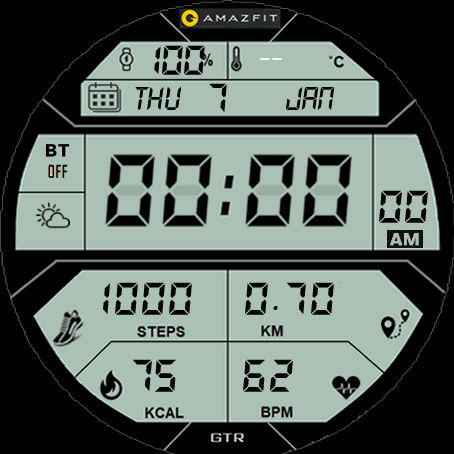 AMAZFIT
100% -- °C
THU 7 JAN
BT
OFF
00:00 00
AM
1000 0.70
STEPS KM
75 62
KCAL BPM
GTR